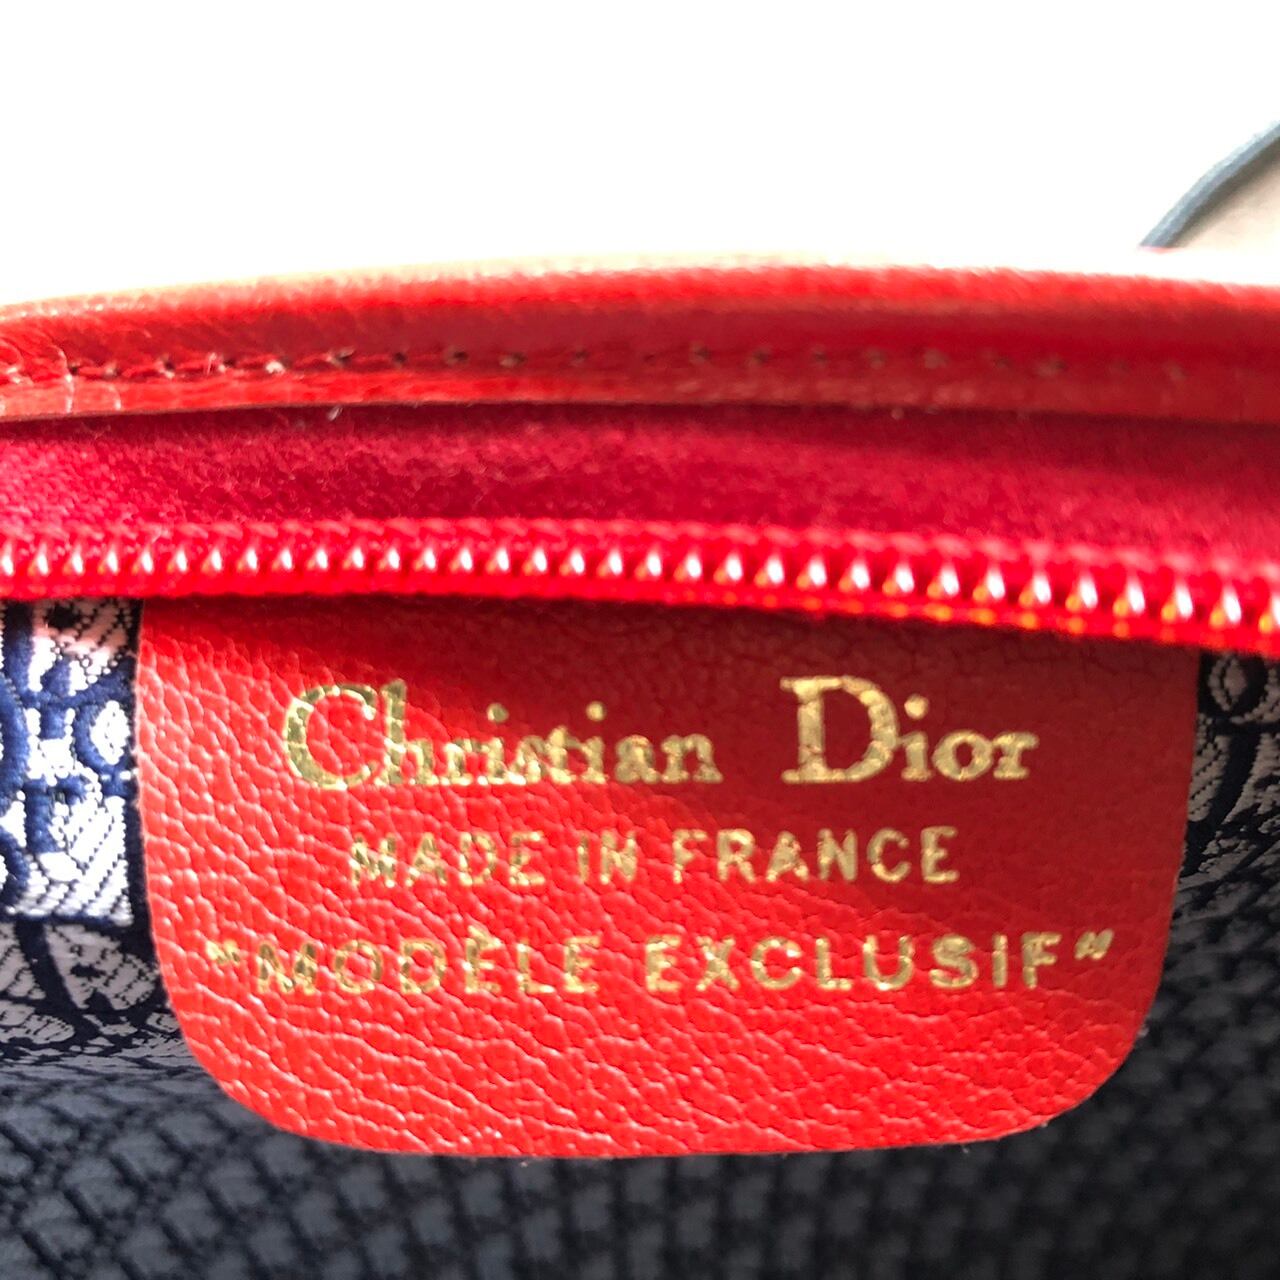 Christian Dior
MADE IN FRANCE
"MODÈLE EXCLUSIF"